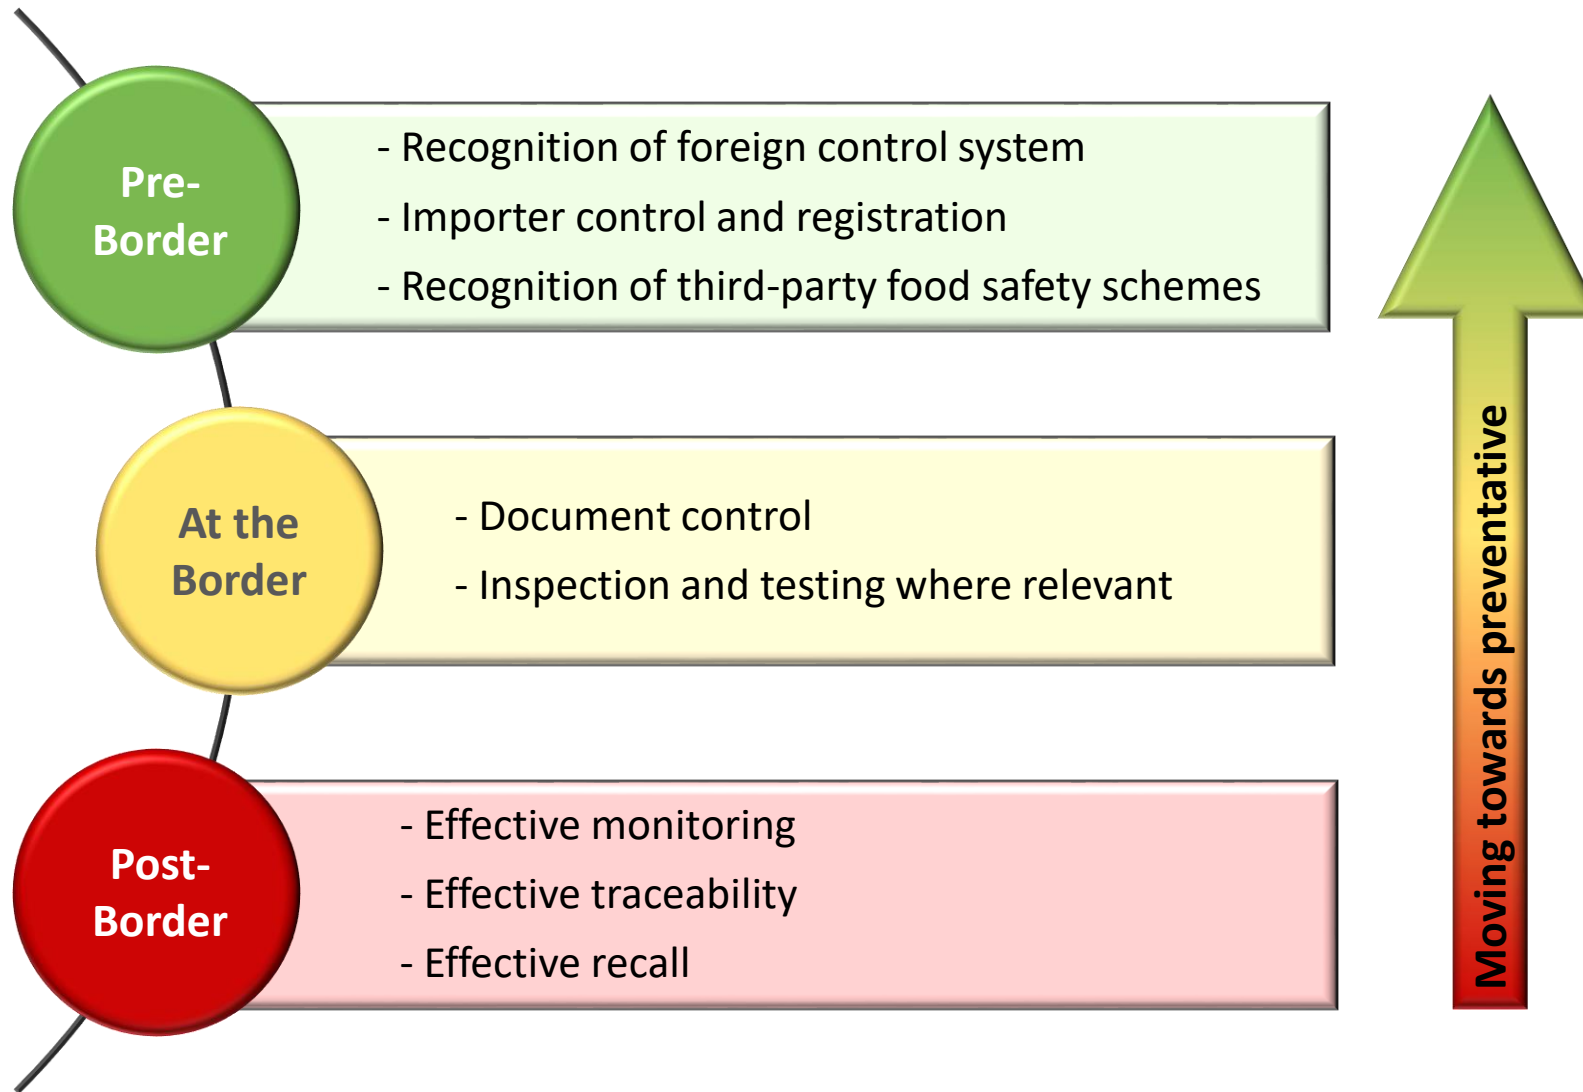 Pre-
Border
- Recognition of foreign control system
- Importer control and registration
- Recognition of third-party food safety schemes
At the
Border
- Document control
- Inspection and testing where relevant
Post-
Border
- Effective monitoring
- Effective traceability
- Effective recall
Moving towards preventative